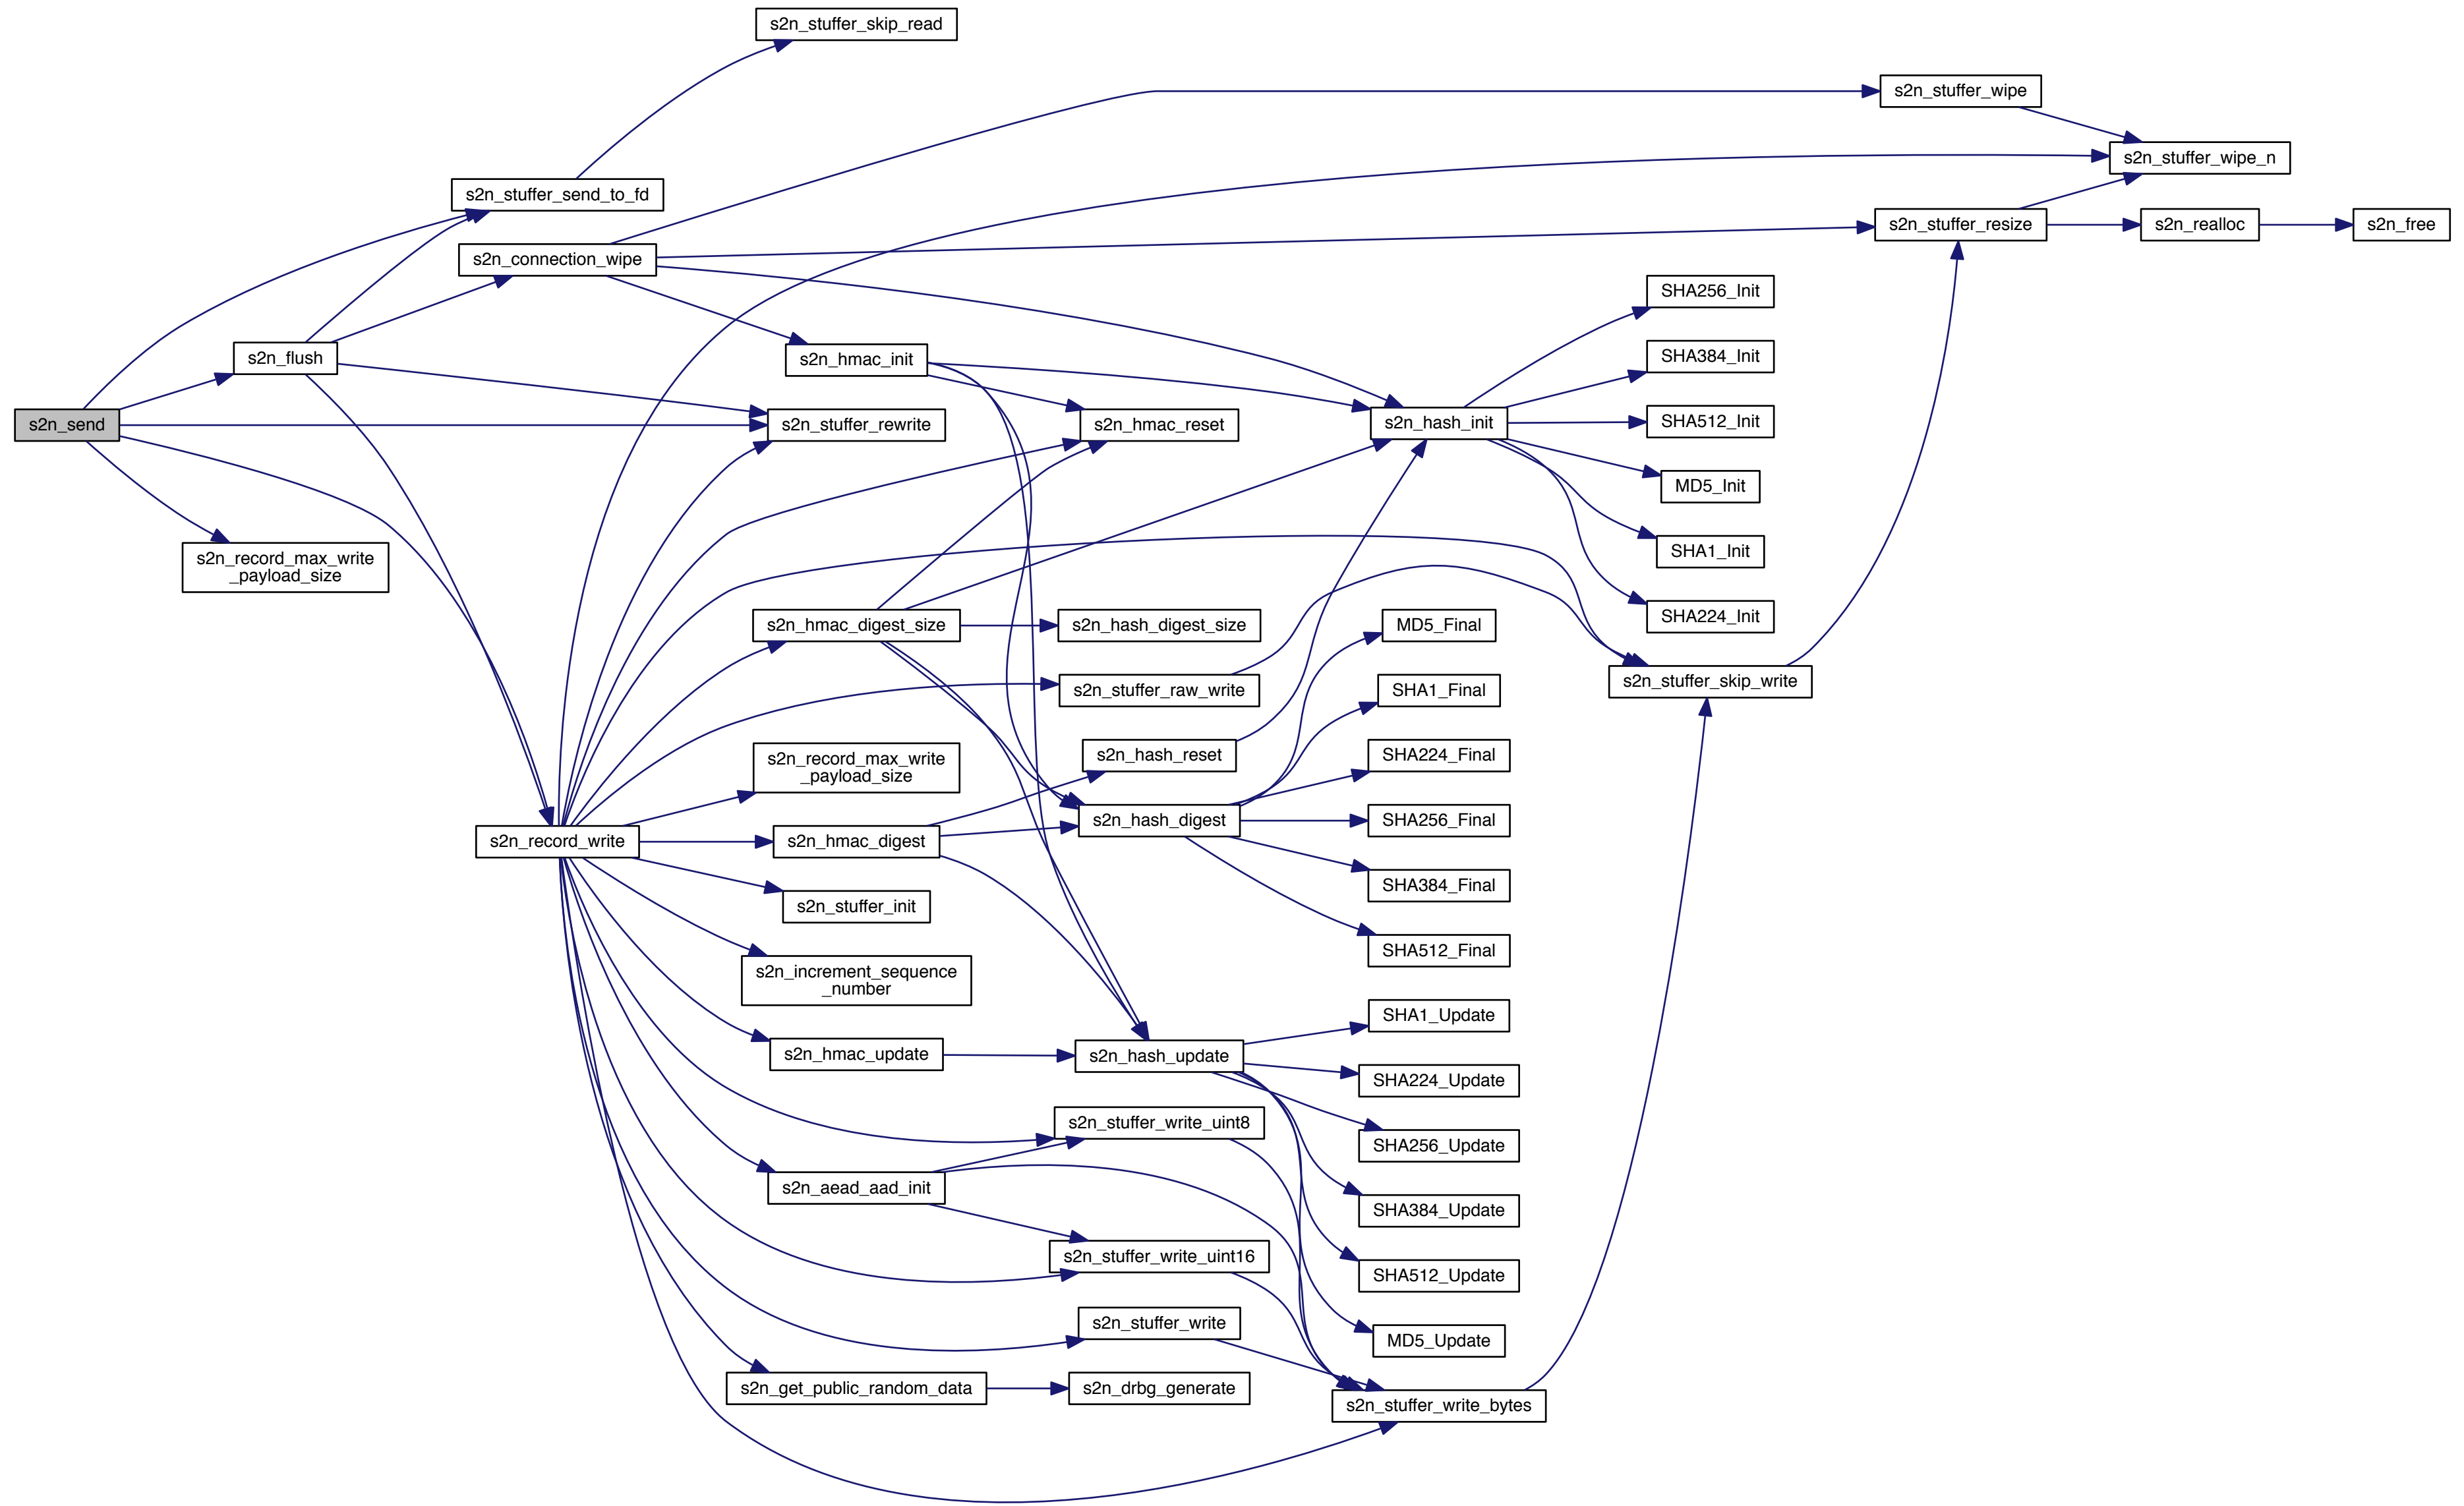 s2n_stuffer_skip_read
s2n_stuffer_wipe
s2n_stuffer_wipe_n
s2n_stuffer_send_to_fd
s2n_stuffer_resize
s2n_realloc
s2n_free
s2n_connection_wipe
SHA256_Init
s2n_flush
s2n_hmac_init
SHA384_Init
s2n_send
s2n_stuffer_rewrite
s2n_hmac_reset
s2n_hash_init
SHA512_Init
MD5_Init
SHA1_Init
s2n_record_max_write
_payload_size
SHA224_Init
s2n_hmac_digest_size
s2n_hash_digest_size
MD5_Final
s2n_stuffer_skip_write
s2n_stuffer_raw_write
SHA1_Final
s2n_record_max_write
_payload_size
s2n_hash_reset
SHA224_Final
s2n_hash_digest
SHA256_Final
s2n_record_write
s2n_hmac_digest
SHA384_Final
s2n_stuffer_init
SHA512_Final
s2n_increment_sequence
_number
SHA1_Update
s2n_hmac_update
s2n_hash_update
SHA224_Update
s2n_stuffer_write_uint8
SHA256_Update
s2n_aead_aad_init
SHA384_Update
s2n_stuffer_write_uint16
SHA512_Update
s2n_stuffer_write
MD5_Update
s2n_get_public_random_data
s2n_drbg_generate
s2n_stuffer_write_bytes